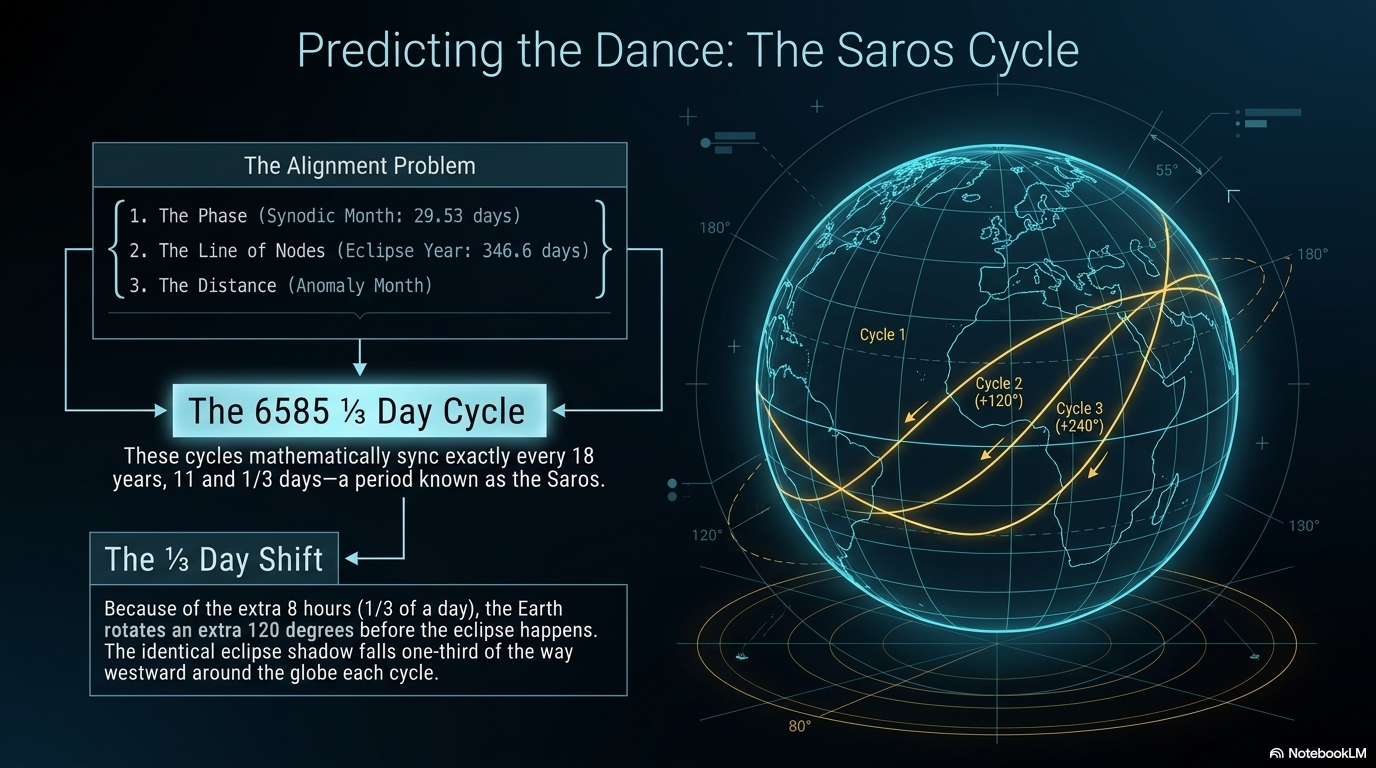 Predicting the Dance: The Saros Cycle
The Alignment Problem
1. The Phase (Synodic Month: 29.53 days)
2. The Line of Nodes (Eclipse Year: 346.6 days)
3. The Distance (Anomaly Month)
The 6585 ⅓ Day Cycle
These cycles mathematically sync exactly every 18
years, 11 and 1/3 days—a period known as the Saros.
The ⅓ Day Shift
Because of the extra 8 hours (1/3 of a day), the Earth
rotates an extra 120 degrees before the eclipse happens.
The identical eclipse shadow falls one-third of the way
westward around the globe each cycle.
55°
180°
180°
Cycle 1
Cycle 2
(+120°)
Cycle 3
(+240°)
120°
130°
80°
NotebookLM